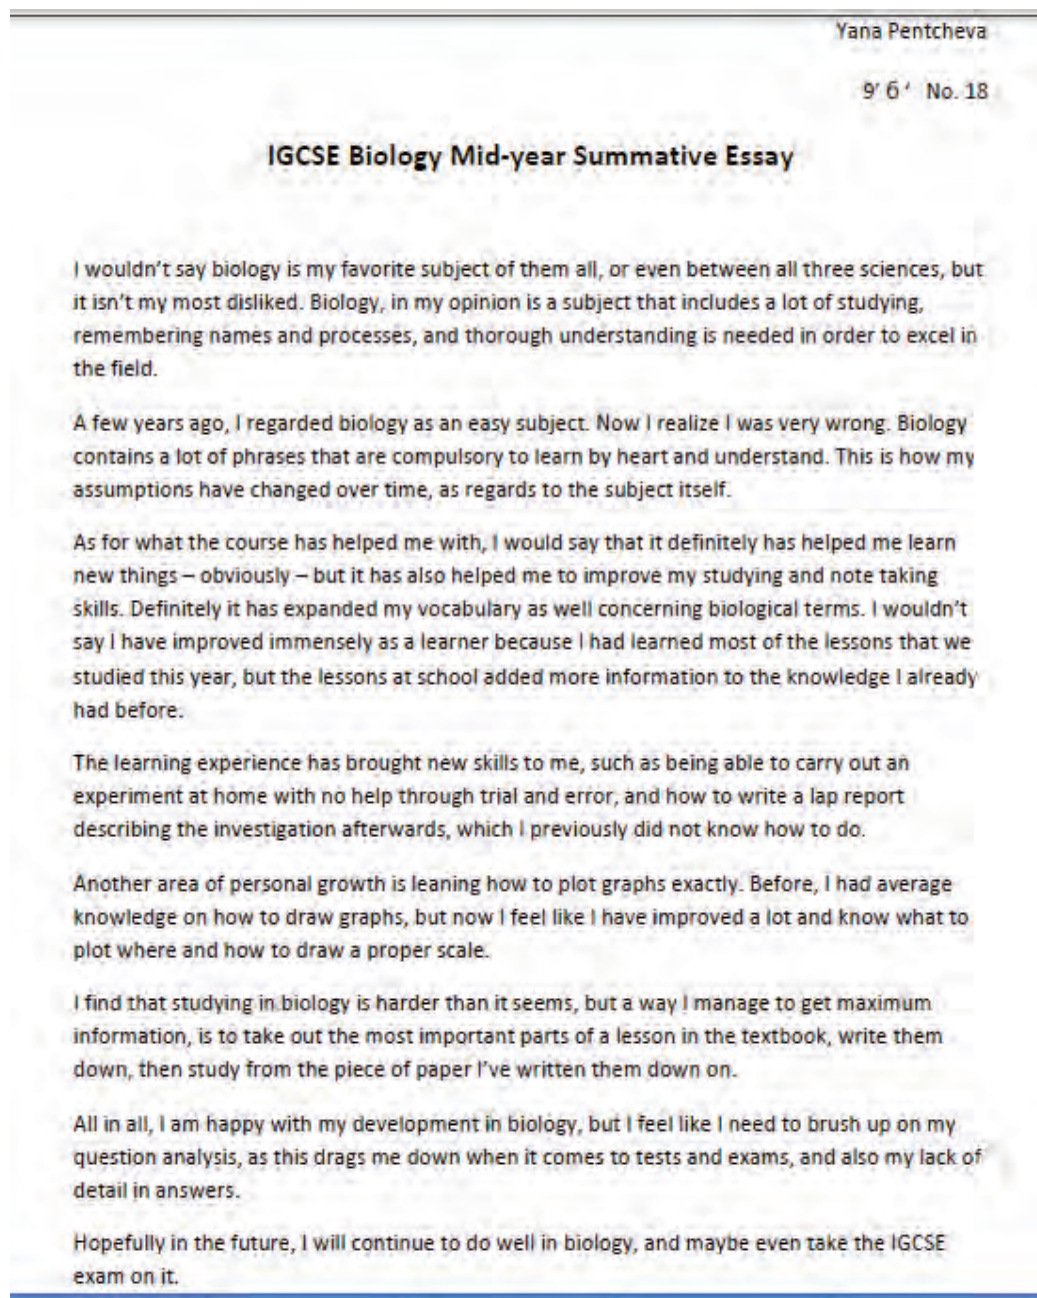 Yana Pentcheva
9' б ' No. 18
IGCSE Biology Mid-year Summative Essay
I wouldn't say biology is my favorite subject of them all, or even between all three sciences, but
it isn't my most disliked. Biology, in my opinion is a subject that includes a lot of studying,
remembering names and processes, and thorough understanding is needed in order to excel in
the field.
A few years ago, I regarded biology as an easy subject. Now I realize I was very wrong. Biology
contains a lot of phrases that are compulsory to learn by heart and understand. This is how my
assumptions have changed over time, as regards to the subject itself.
As for what the course has helped me with, I would say that it definitely has helped me learn
new things – obviously – but it has also helped me to improve my studying and note taking
skills. Definitely it has expanded my vocabulary as well concerning biological terms. I wouldn't
say I have improved immensely as a learner because I had learned most of the lessons that we
studied this year, but the lessons at school added more information to the knowledge I already
had before.
The learning experience has brought new skills to me, such as being able to carry out an
experiment at home with no help through trial and error, and how to write a lap report
describing the investigation afterwards, which I previously did not know how to do.
Another area of personal growth is leaning how to plot graphs exactly. Before, I had average
knowledge on how to draw graphs, but now I feel like I have improved a lot and know what to
plot where and how to draw a proper scale.
I find that studying in biology is harder than it seems, but a way I manage to get maximum
information, is to take out the most important parts of a lesson in the textbook, write them
down, then study from the piece of paper I've written them down on.
All in all, I am happy with my development in biology, but I feel like I need to brush up on my
question analysis, as this drags me down when it comes to tests and exams, and also my lack of
detail in answers.
Hopefully in the future, I will continue to do well in biology, and maybe even take the IGCSE
exam on it.